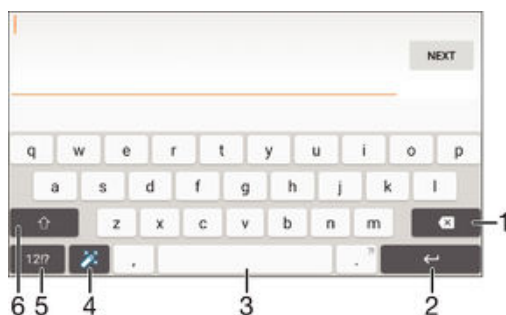 NEXT
q w e r t y u i o p
a s d f g h j k l
z x c v b n m 1
12!? , .
6 5 4 3 2